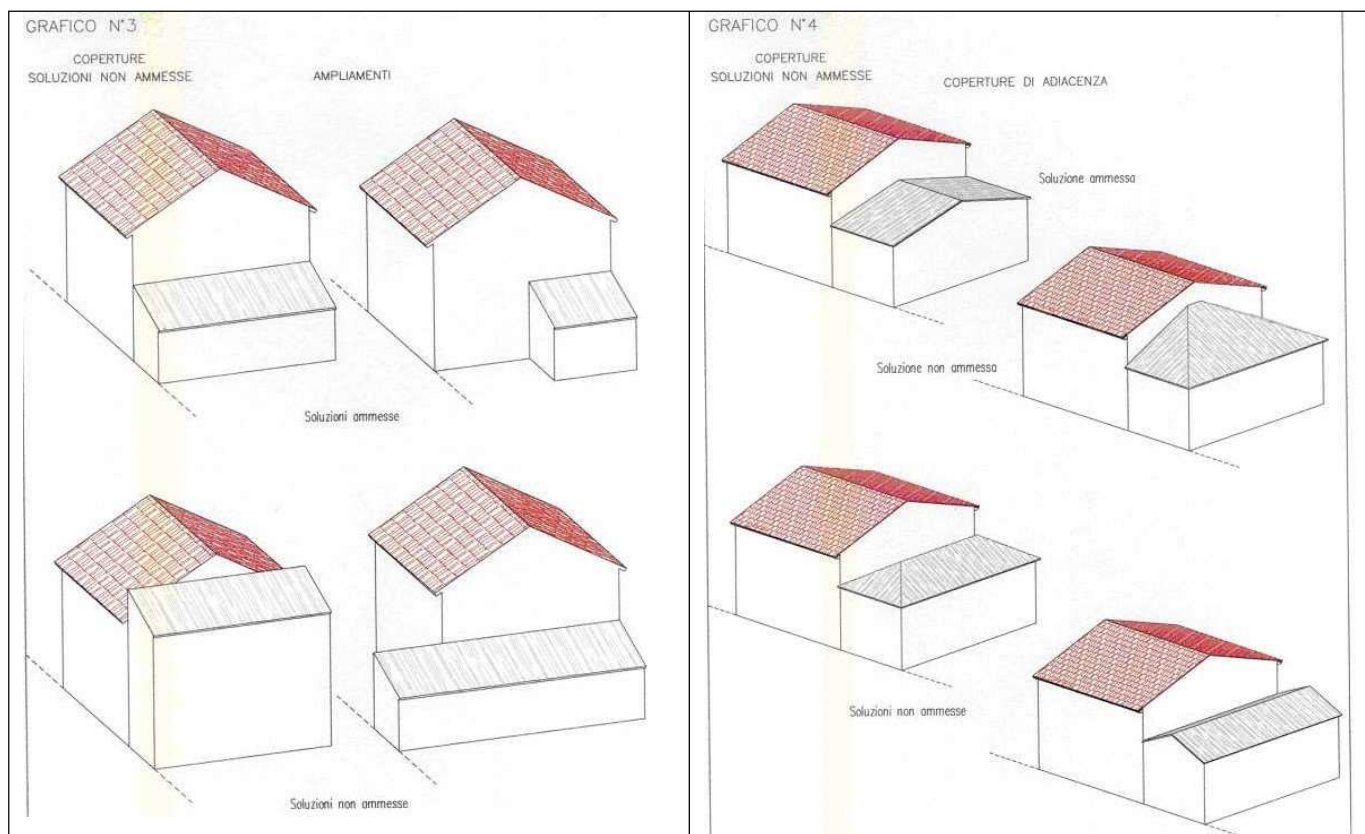 GRAFICO N°3
COPERTURE
SOLUZIONI NON AMMESSE
AMPLIAMENTI
Soluzioni ammesse
Soluzioni non ammesse
GRAFICO N°4
COPERTURE
SOLUZIONI NON AMMESSE
COPERTURE DI ADIACENZA
Soluzione ammessa
Soluzione non ammessa
Soluzioni non ammesse